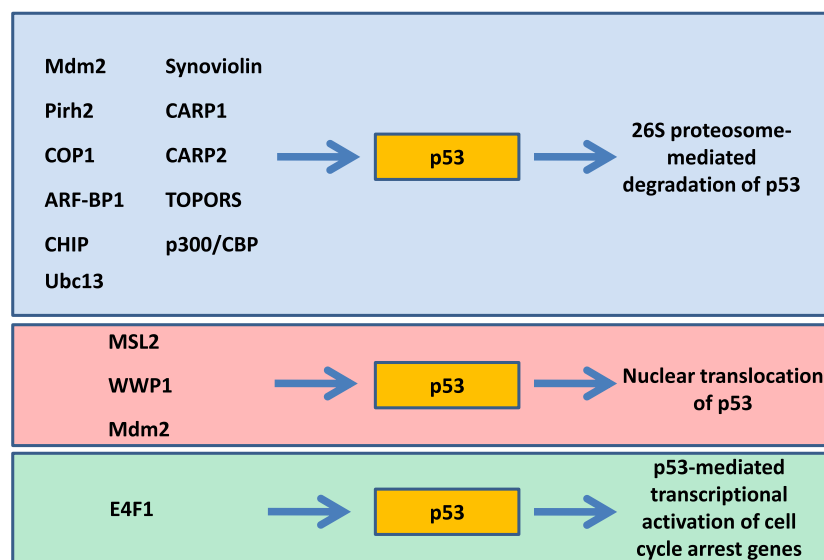 Mdm2 Synoviolin
Pirh2 CARP1
COP1 CARP2
ARF-BP1 TOPORS
CHIP p300/CBP
Ubc13
p53
26S proteosome-
mediated
degradation of p53
MSL2
WWP1
Mdm2
p53
Nuclear translocation
of p53
E4F1
p53
p53-mediated
transcriptional
activation of cell
cycle arrest genes